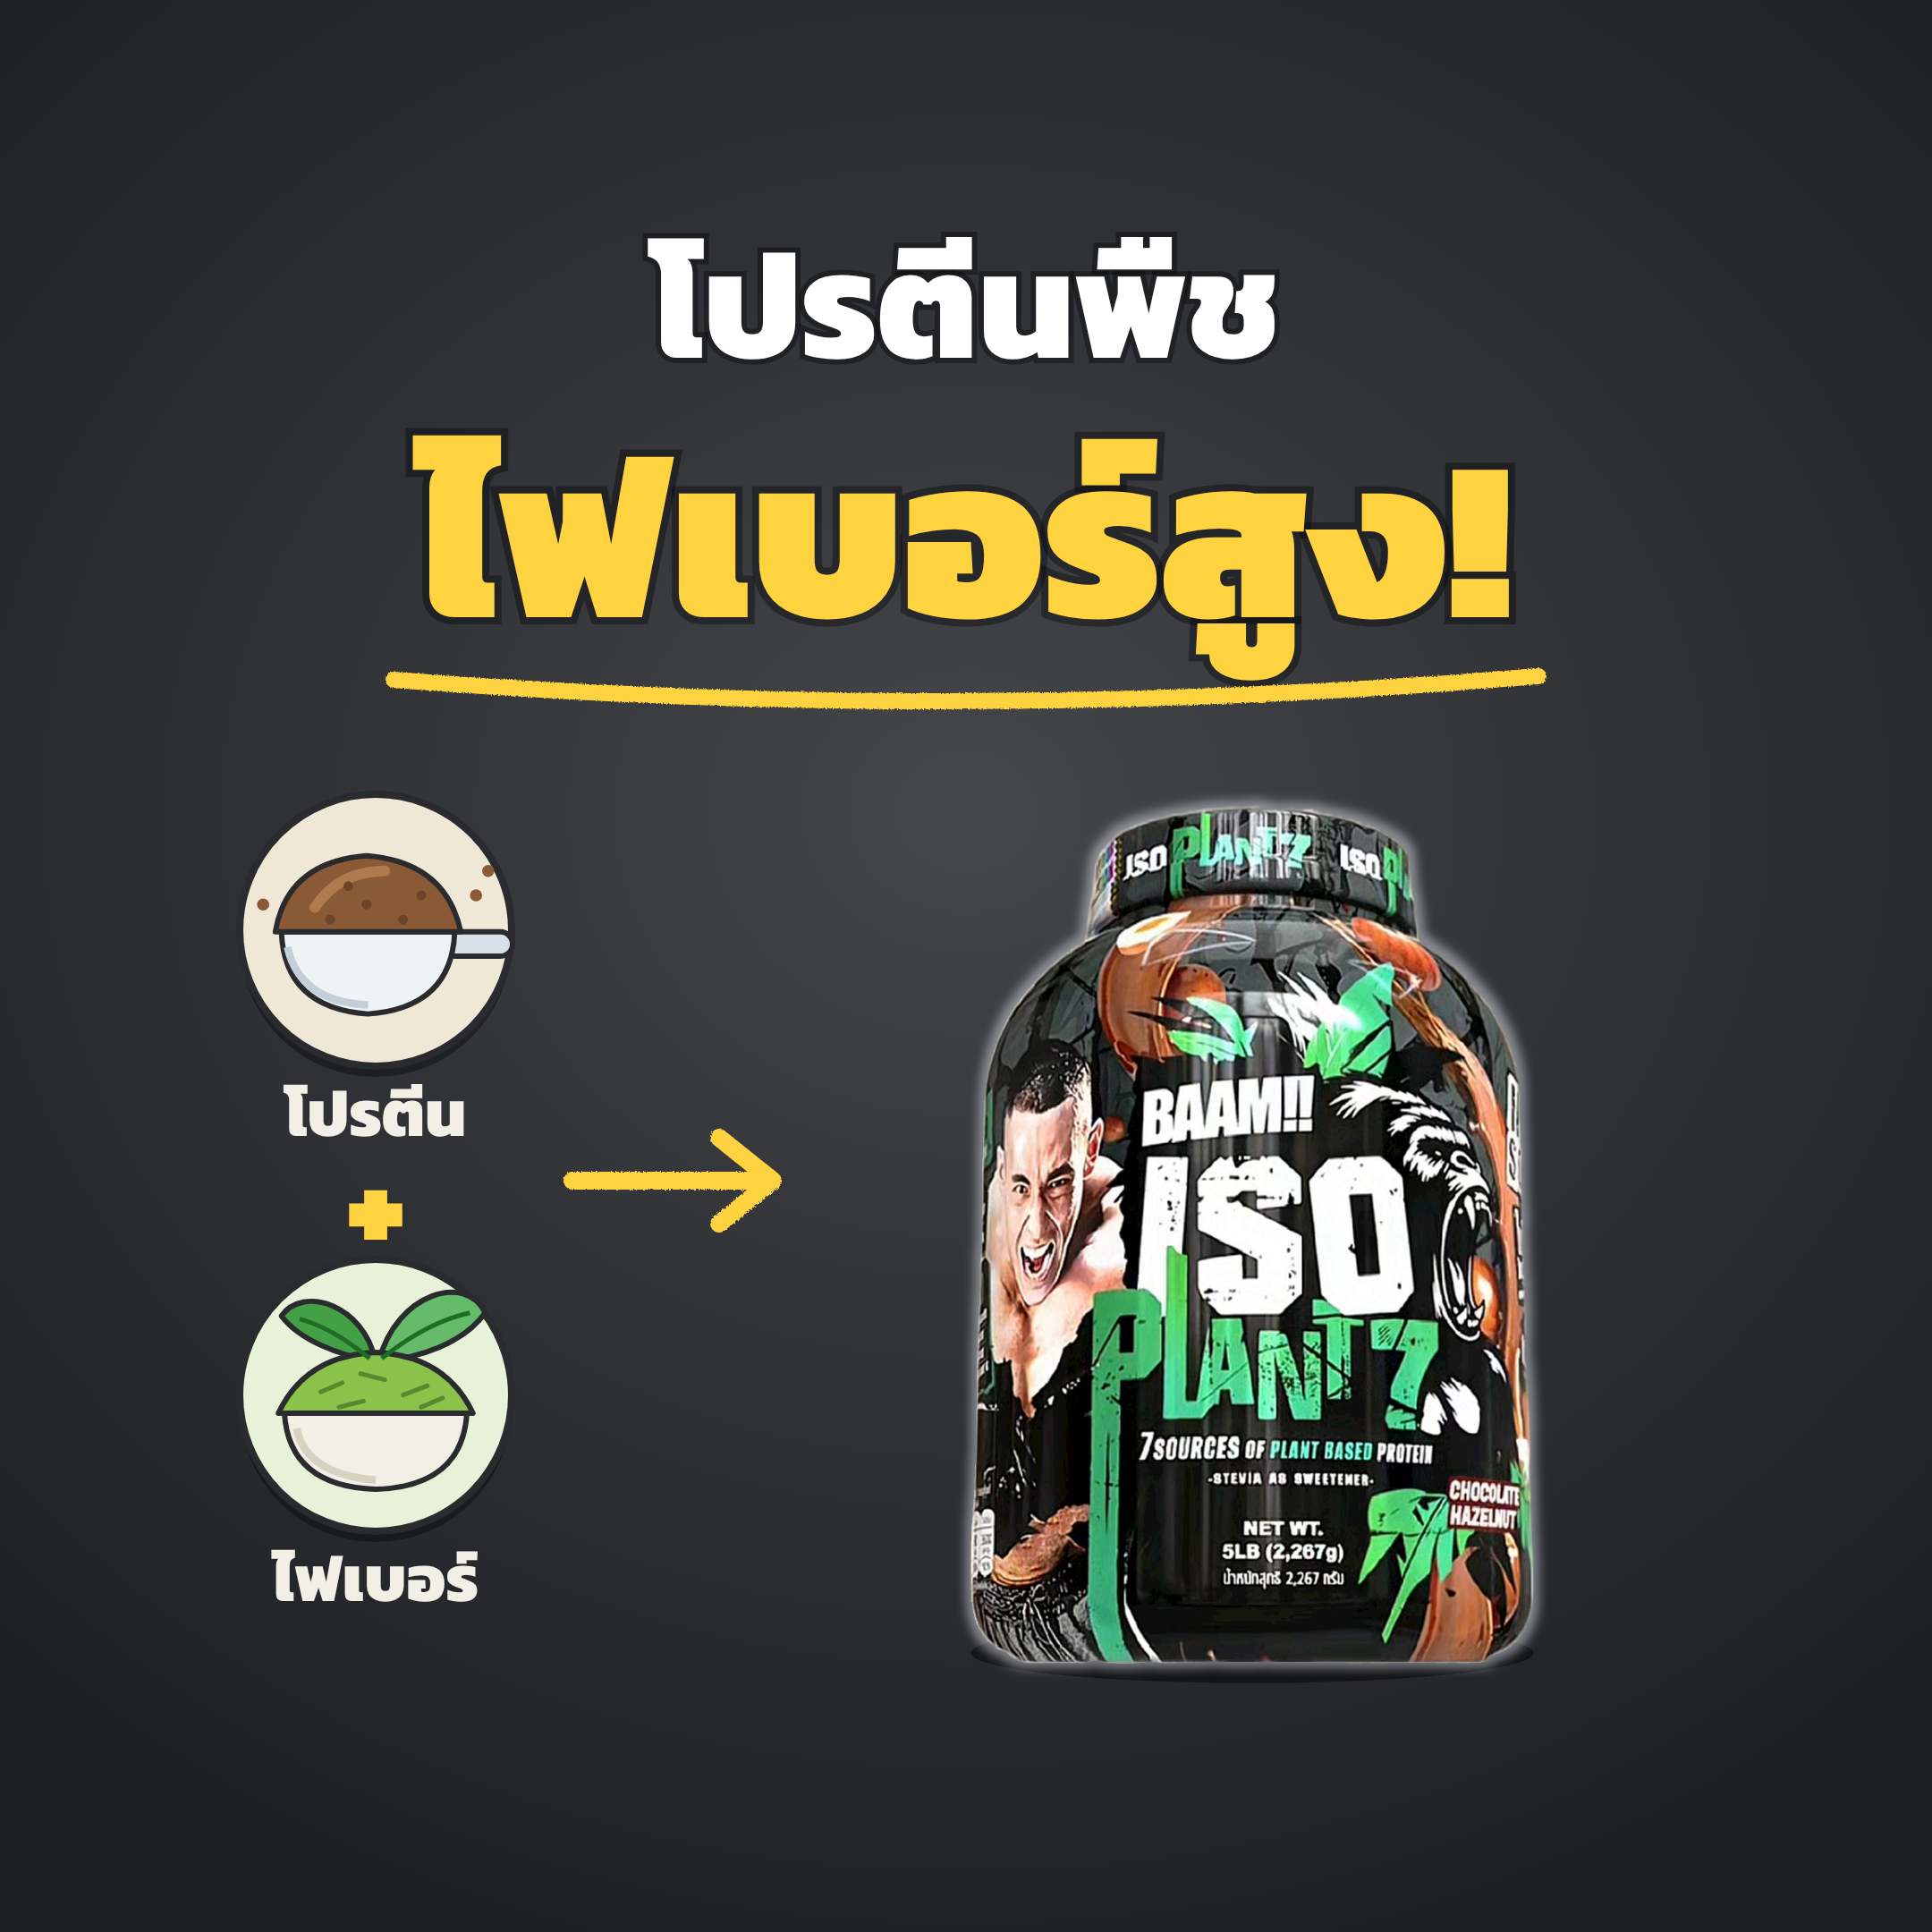 โปรตีนพืช
ไฟเบอร์สูง!
โปรตีน
+
ไฟเบอร์
ISO PLANT7 ISO
BAAM!!
ISO
PLANT7
7 SOURCES OF PLANT BASED PROTEIN
-STEVIA AS SWEETENER-
CHOCOLATE
HAZELNUT
NET WT.
5LB (2,267g)
น้ำหนักสุทธิ 2,267 กรัม